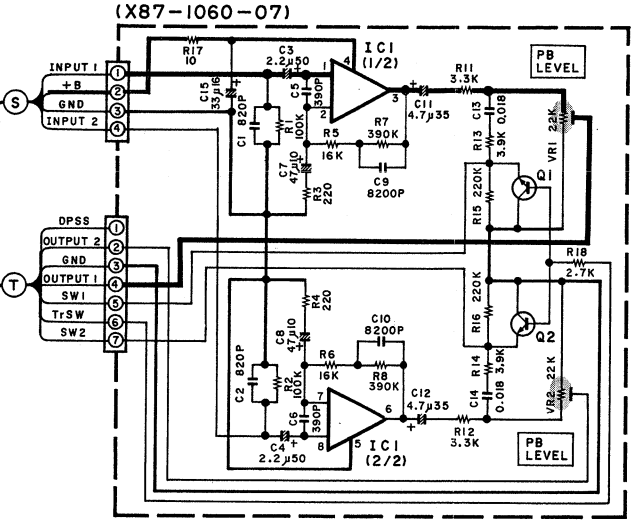 (X87-1060-07)
INPUT 1
+B
GND
INPUT 2
1
2
3
4
S
R17
10
C15
33µ16
C3
2.2µ50
4
IC1
(1/2)
C5
390P
1
2
3
C1
820P
R1
100K
R5
16K
R7
390K
C9
8200P
C7
47µ10
R3
220
C11
4.7µ35
R11
3.3K
C13
0.018
R13
3.9K
PB
LEVEL
22K
VR1
R15
220K
Q1
R18
2.7K
DPSS
OUTPUT 2
GND
OUTPUT 1
SW1
TrSW
SW2
1
2
3
4
5
6
7
T
R4
220
C8
47µ10
C10
8200P
R6
16K
R8
390K
C2
820P
R2
100K
C6
390P
C4
2.2µ50
7
8
6
5
IC1
(2/2)
C12
4.7µ35
R12
3.3K
220K
R16
Q2
R14
3.9K
C14
0.018
22K
VR2
PB
LEVEL